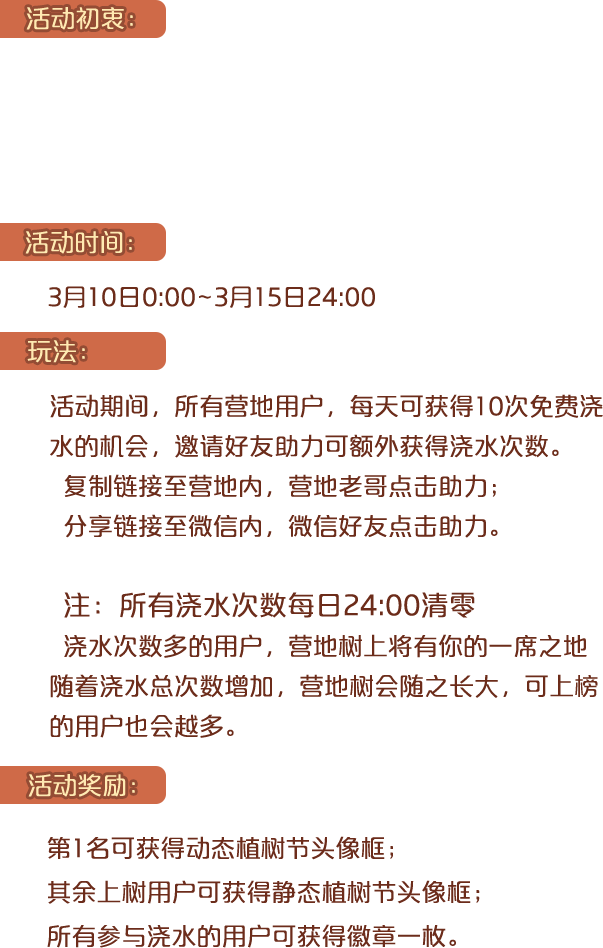 活动初衷：
活动时间：
3月10日0:00~3月15日24:00
玩法：
活动期间，所有营地用户，每天可获得10次免费浇
水的机会，邀请好友助力可额外获得浇水次数。
复制链接至营地内，营地老哥点击助力；
分享链接至微信内，微信好友点击助力。
注：所有浇水次数每日24:00清零
浇水次数多的用户，营地树上将有你的一席之地
随着浇水总次数增加，营地树会随之长大，可上榜
的用户也会越多。
活动奖励：
第1名可获得动态植树节头像框；
其余上树用户可获得静态植树节头像框；
所有参与浇水的用户可获得徽章一枚。